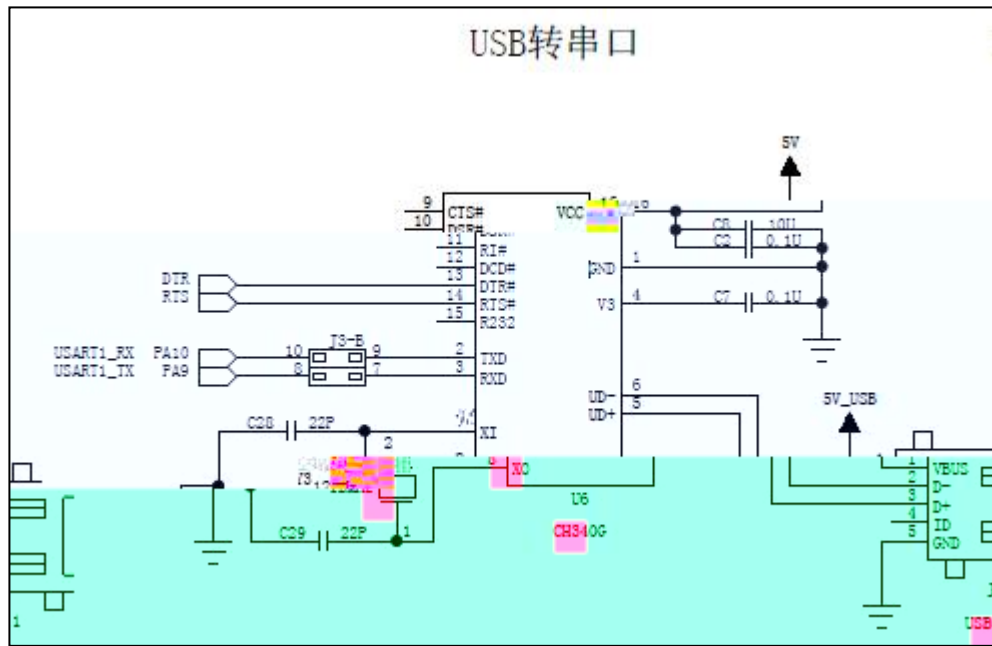 USB转串口
5V
9 CTS# VCC
10
C8 10U
11 RI# C2 0.1U
12 DCD# GND 1
DTR 13 DTR#
RTS 14 RTS# V3 4 C7 0.1U
15 R232
J3-B
USART1_RX PA10 10 9 2 TXD
USART1_TX PA9 8 7 3 RXD
UD- 6
UD+ 5
5V_USB
C28 22P XI
2
XO 1 VBUS
2 D-
U6 3 D+
4 ID
C29 22P 1 CH340G 5 GND
1
USB